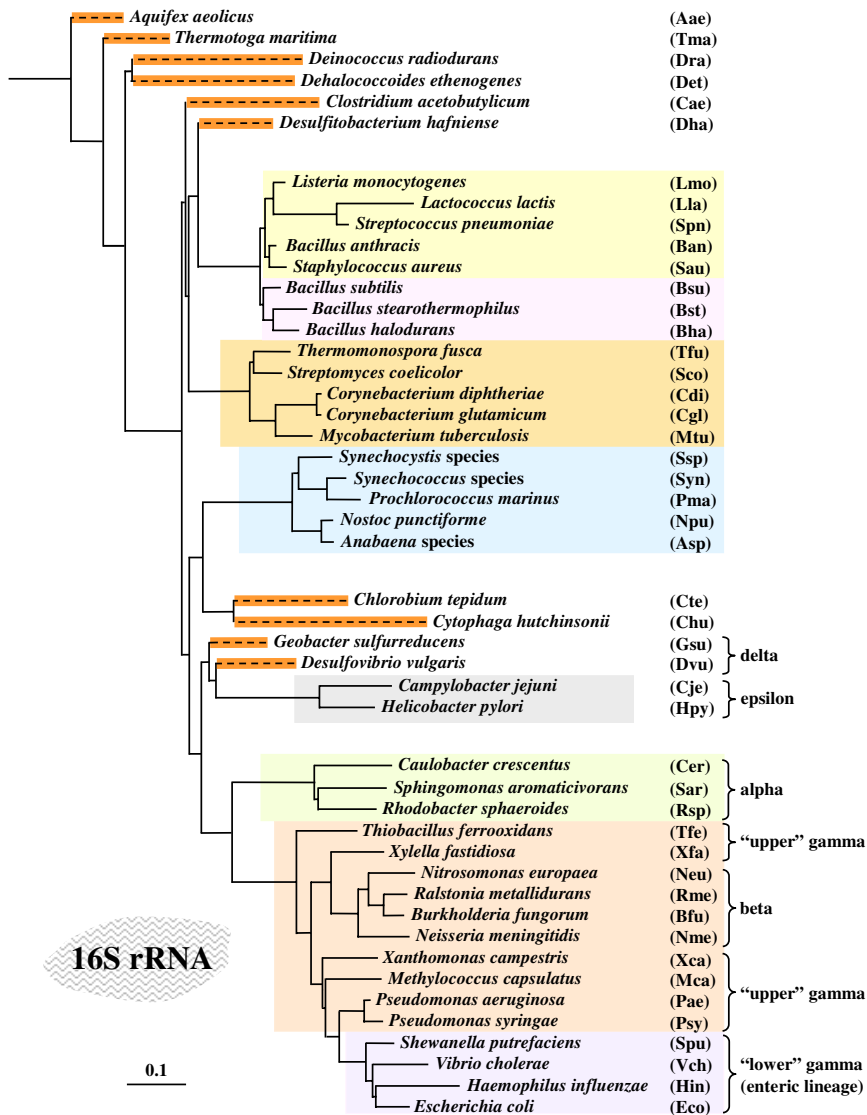 Aquifex aeolicus (Aae)
Thermotoga maritima (Tma)
Deinococcus radiodurans (Dra)
Dehalococcoides ethenogenes (Det)
Clostridium acetobutylicum (Cae)
Desulfitobacterium hafniense (Dha)
Listeria monocytogenes (Lmo)
Lactococcus lactis (Lla)
Streptococcus pneumoniae (Spn)
Bacillus anthracis (Ban)
Staphylococcus aureus (Sau)
Bacillus subtilis (Bsu)
Bacillus stearothermophilus (Bst)
Bacillus halodurans (Bha)
Thermomonospora fusca (Tfu)
Streptomyces coelicolor (Sco)
Corynebacterium diphtheriae (Cdi)
Corynebacterium glutamicum (Cgl)
Mycobacterium tuberculosis (Mtu)
Synechocystis species (Ssp)
Synechococcus species (Syn)
Prochlorococcus marinus (Pma)
Nostoc punctiforme (Npu)
Anabaena species (Asp)
Chlorobium tepidum (Cte)
Cytophaga hutchinsonii (Chu)
Geobacter sulfurreducens (Gsu)
delta
Desulfovibrio vulgaris (Dvu)
Campylobacter jejuni (Cje)
epsilon
Helicobacter pylori (Hpy)
Caulobacter crescentus (Ccr)
Sphingomonas aromaticivorans (Sar) alpha
Rhodobacter sphaeroides (Rsp)
Thiobacillus ferrooxidans (Tfe)
“upper” gamma
Xylella fastidiosa (Xfa)
Nitrosomonas europaea (Neu)
Ralstonia metallidurans (Rme)
beta
Burkholderia fungorum (Bfu)
Neisseria meningitidis (Nme)
Xanthomonas campestris (Xca)
Methylococcus capsulatus (Mca)
“upper” gamma
Pseudomonas aeruginosa (Pae)
Pseudomonas syringae (Psy)
Shewanella putrefaciens (Spu)
Vibrio cholerae (Vch) “lower” gamma
Haemophilus influenzae (Hin) (enteric lineage)
Escherichia coli (Eco)
16S rRNA
0.1